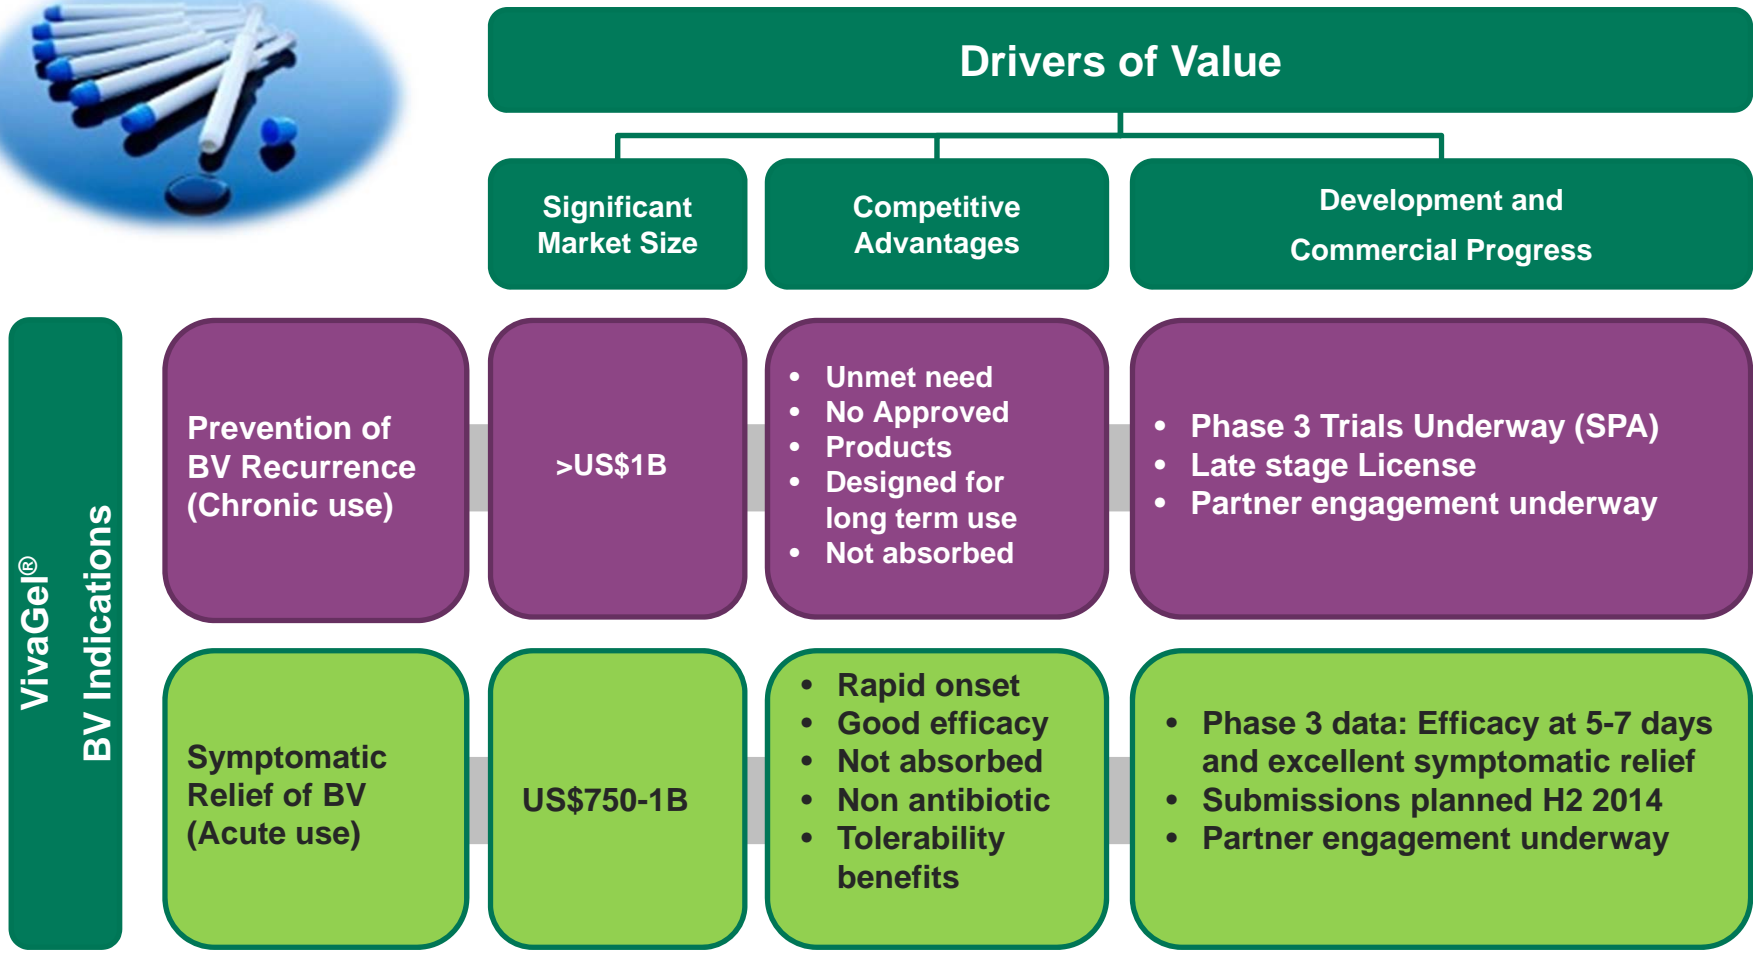 Drivers of Value
Significant
Market Size
Competitive
Advantages
Development and
Commercial Progress
VivaGel®
BV Indications
Prevention of
BV Recurrence
(Chronic use)
>US$1B
• Unmet need
• No Approved
• Products
• Designed for
long term use
• Not absorbed
• Phase 3 Trials Underway (SPA)
• Late stage License
• Partner engagement underway
Symptomatic
Relief of BV
(Acute use)
US$750-1B
• Rapid onset
• Good efficacy
• Not absorbed
• Non antibiotic
• Tolerability
benefits
• Phase 3 data: Efficacy at 5-7 days
and excellent symptomatic relief
• Submissions planned H2 2014
• Partner engagement underway